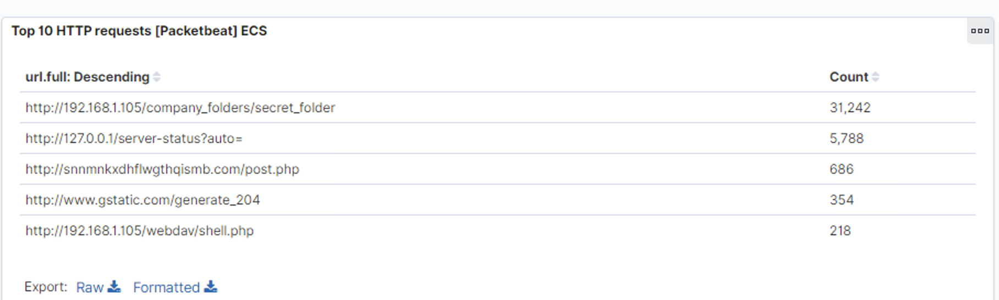 Top 10 HTTP requests [Packetbeat] ECS
url.full: Descending Count
http://192.168.1.105/company_folders/secret_folder 31,242
http://127.0.0.1/server-status?auto= 5,788
http://snnmnkxdhflwgthqismb.com/post.php 686
http://www.gstatic.com/generate_204 354
http://192.168.1.105/webdav/shell.php 218
Export: Raw Formatted